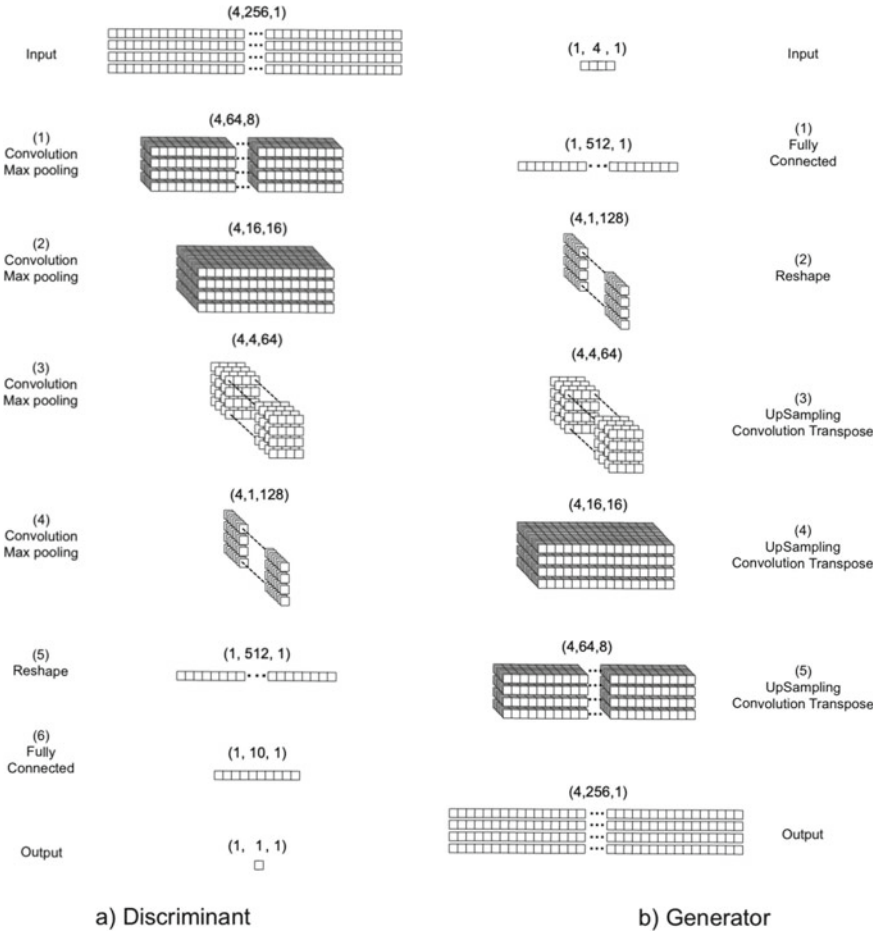 (4,256,1)
Input
(1)
Convolution
Max pooling
(4,64,8)
(2)
Convolution
Max pooling
(4,16,16)
(3)
Convolution
Max pooling
(4,4,64)
(4)
Convolution
Max pooling
(4,1,128)
(5)
Reshape
(1, 512, 1)
(6)
Fully
Connected
(1, 10, 1)
Output
(1, 1, 1)
a) Discriminant
(1, 4 , 1)
Input
(1, 512, 1)
(1)
Fully
Connected
(4,1,128)
(2)
Reshape
(4,4,64)
(3)
UpSampling
Convolution Transpose
(4,16,16)
(4)
UpSampling
Convolution Transpose
(4,64,8)
(5)
UpSampling
Convolution Transpose
(4,256,1)
Output
b) Generator